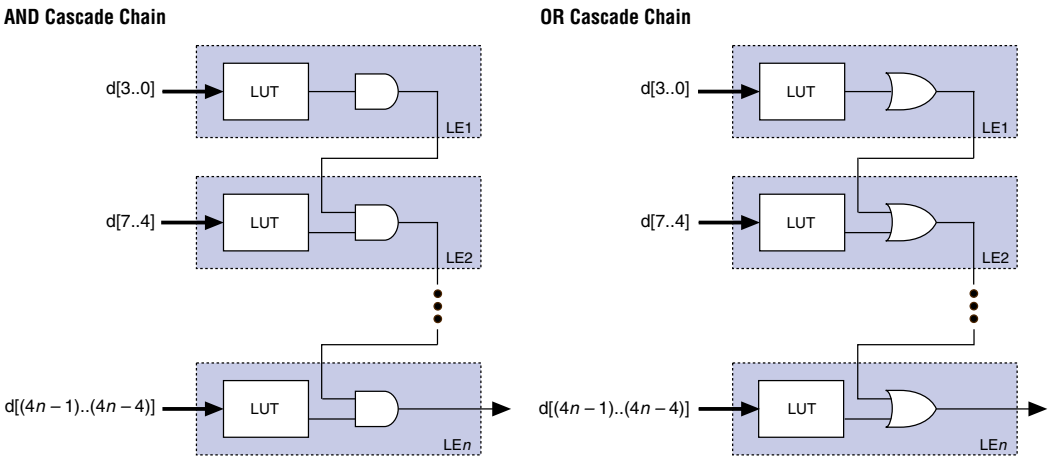 AND Cascade Chain
d[3..0]
LUT
LE1
d[7..4]
LUT
LE2
d[(4n – 1)..(4n – 4)]
LUT
LEn
OR Cascade Chain
d[3..0]
LUT
LE1
d[7..4]
LUT
LE2
d[(4n – 1)..(4n – 4)]
LUT
LEn